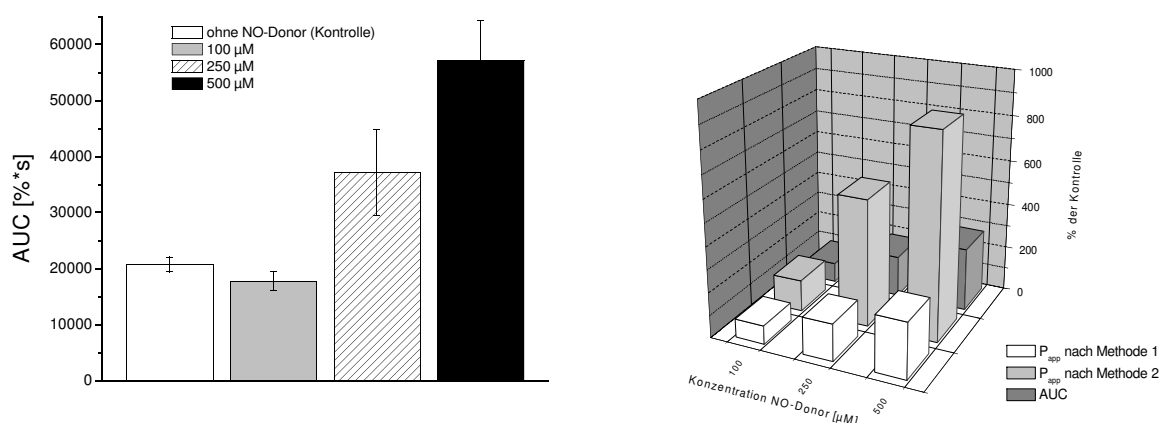 ohne NO-Donor (Kontrolle)
100 µM
250 µM
500 µM
60000
50000
40000
30000
20000
10000
0
AUC [%*s]
1000
800
600
400
200
0
% der Kontrolle
100
250
500
Konzentration NO-Donor [µM]
P_app nach Methode 1
P_app nach Methode 2
AUC